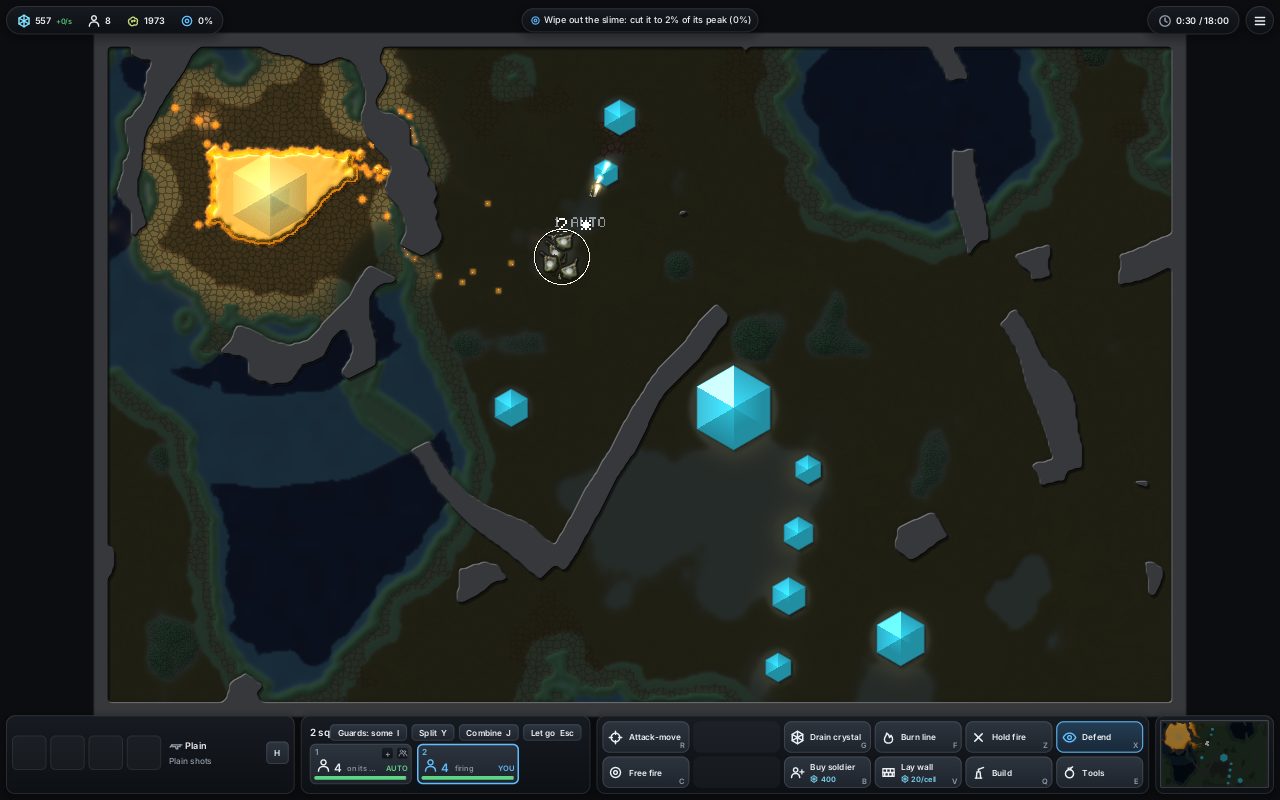 557 +0/s 8 1973 0%
Wipe out the slime: cut it to 2% of its peak (0%)
0:30 / 18:00
AUTO
Plain
Plain shots
H
2 sq Guards: some I Split Y Combine J Let go Esc
1
4 on its ... AUTO
2
4 firing YOU
Attack-move R
Drain crystal G
Burn line F
Hold fire Z
Defend X
Free fire C
Buy soldier 400 B
Lay wall 20/cell V
Build Q
Tools E